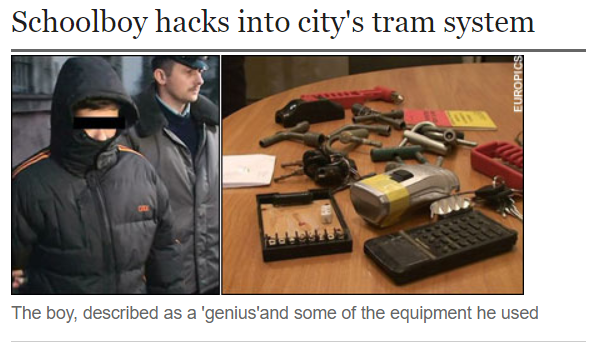 Schoolboy hacks into city's tram system
EUROPICS
The boy, described as a 'genius'and some of the equipment he used